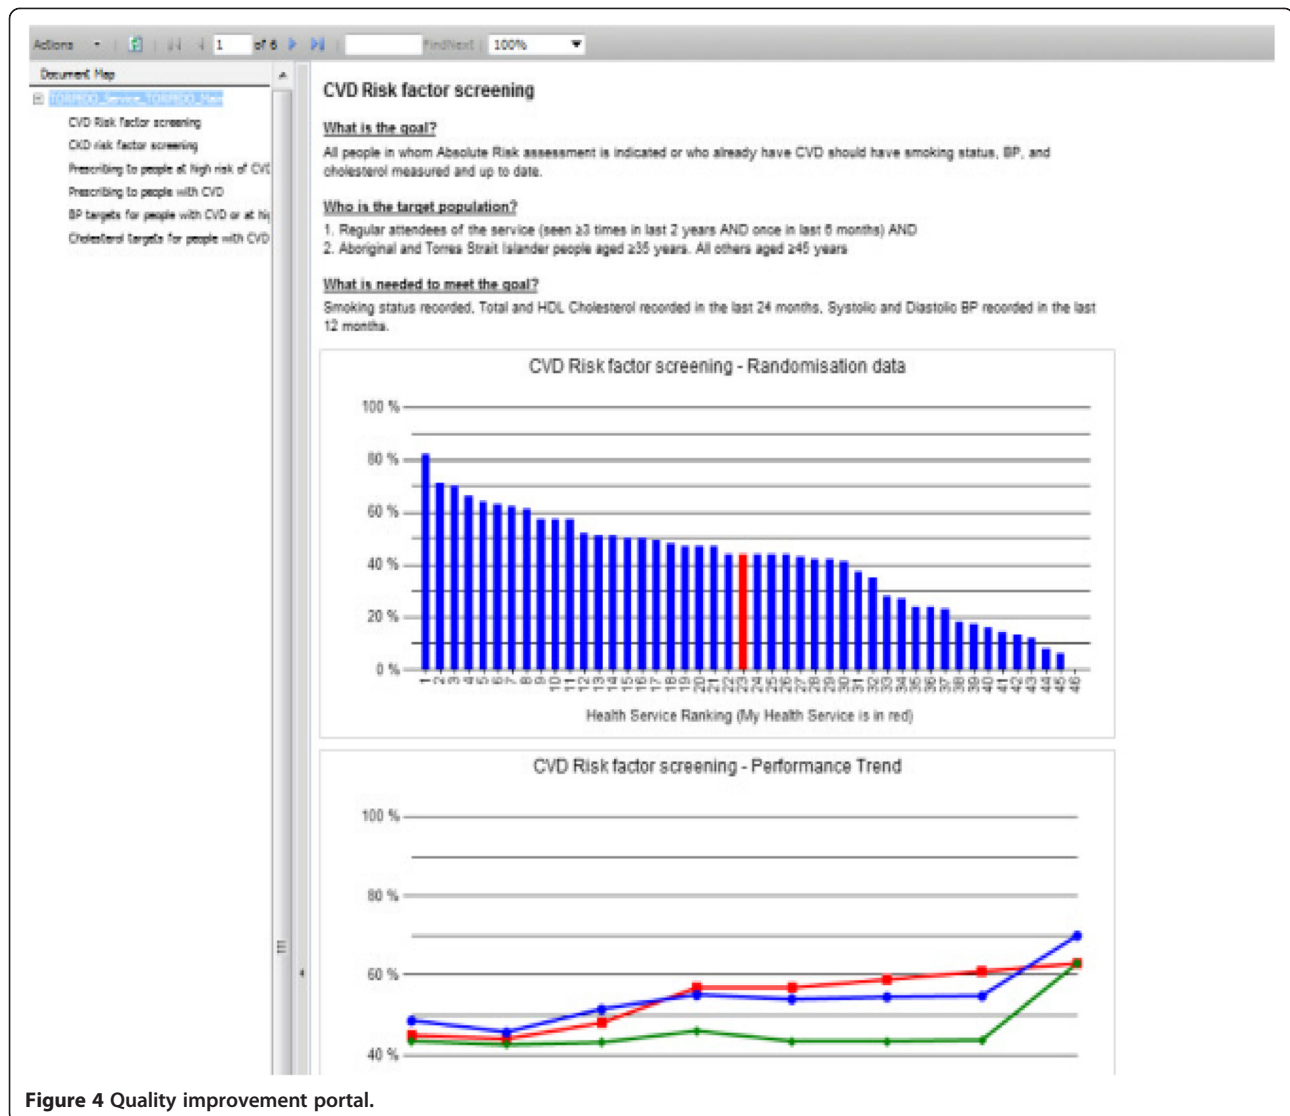 Actions
1 of 6
Find Next
100%
Document Map
TORPEDO_Service_TORPEDO_Main
CVD Risk factor screening
CKD risk factor screening
Prescribing to people at high risk of CVD
Prescribing to people with CVD
BP targets for people with CVD or at hig
Cholesterol targets for people with CVD
CVD Risk factor screening
What is the goal?
All people in whom Absolute Risk assessment is indicated or who already have CVD should have smoking status, BP, and
cholesterol measured and up to date.
Who is the target population?
1. Regular attendees of the service (seen ≥3 times in last 2 years AND once in last 6 months) AND
2. Aboriginal and Torres Strait Islander people aged ≥35 years. All others aged ≥45 years
What is needed to meet the goal?
Smoking status recorded, Total and HDL Cholesterol recorded in the last 24 months, Systolic and Diastolic BP recorded in the last
12 months.
CVD Risk factor screening - Randomisation data
100 %
80 %
60 %
40 %
20 %
0 %
1 2 3 4 5 6 7 8 9 10 11 12 13 14 15 16 17 18 19 20 21 22 23 24 25 26 27 28 29 30 31 32 33 34 35 36 37 38 39 40 41 42 43 44 45 46
Health Service Ranking (My Health Service is in red)
CVD Risk factor screening - Performance Trend
100 %
80 %
60 %
40 %
Figure 4 Quality improvement portal.